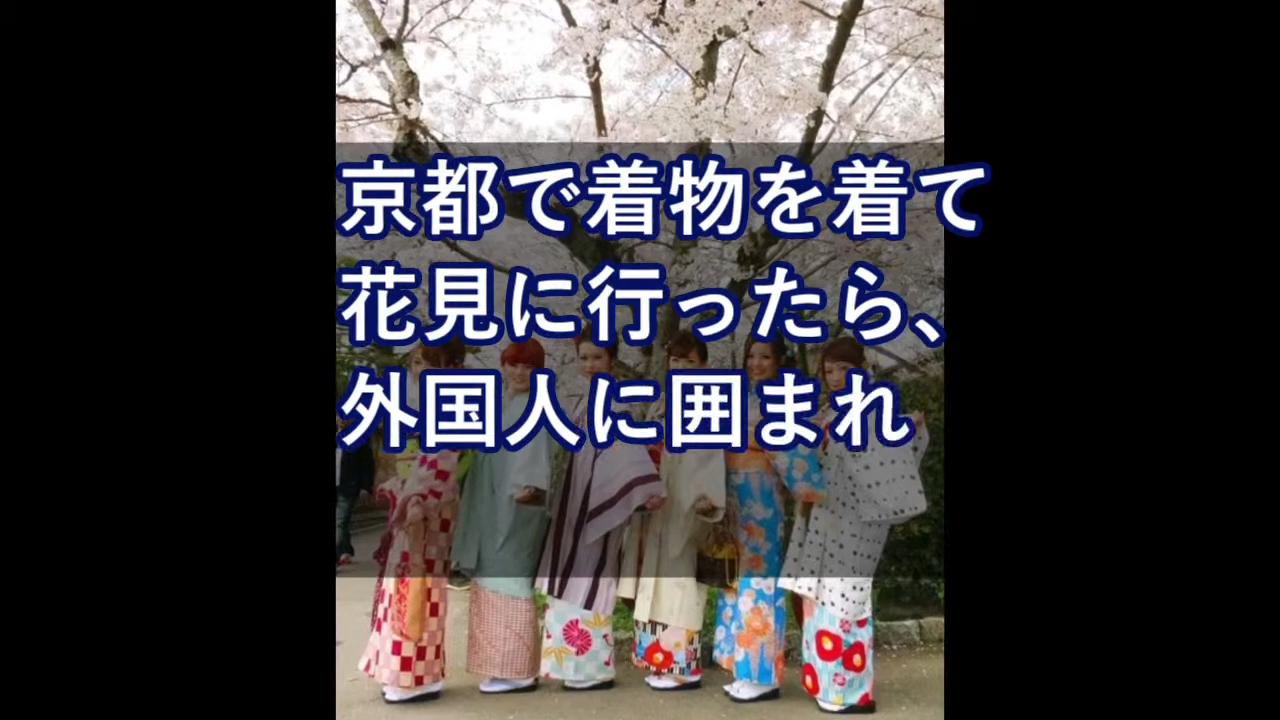 京都で着物を着て
花見に行ったら、
外国人に囲まれ